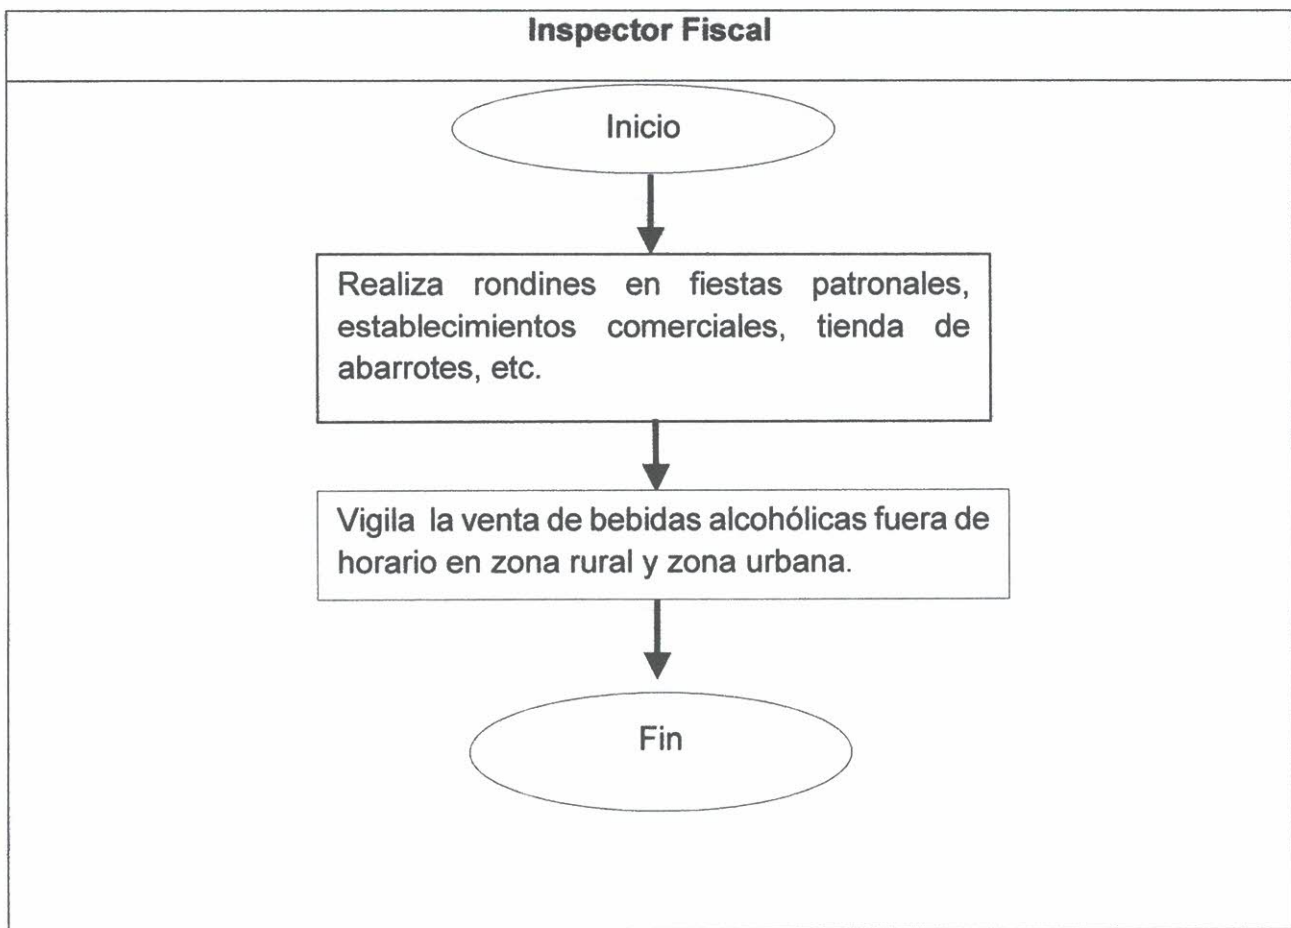 Inspector Fiscal
Inicio
Realiza rondines en fiestas patronales,
establecimientos comerciales, tienda de
abarrotes, etc.
Vigila la venta de bebidas alcohólicas fuera de
horario en zona rural y zona urbana.
Fin